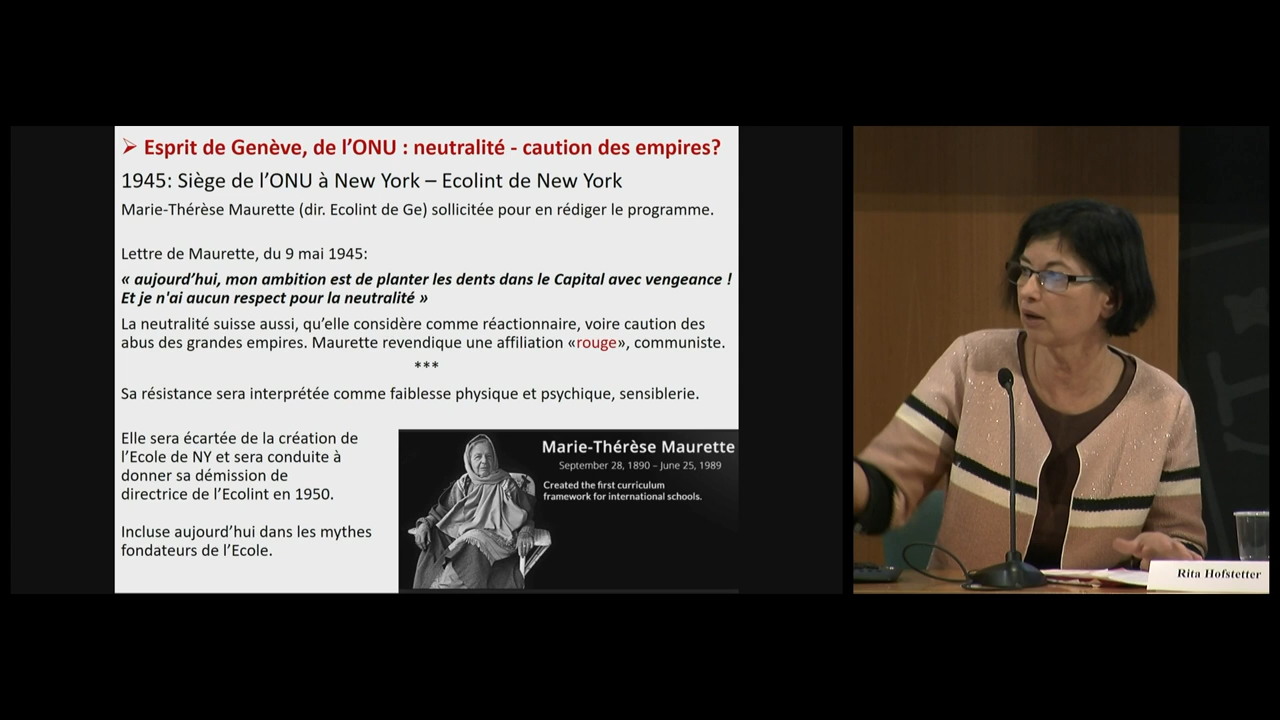 ➢ Esprit de Genève, de l'ONU : neutralité - caution des empires?
1945: Siège de l'ONU à New York – Ecolint de New York
Marie-Thérèse Maurette (dir. Ecolint de Ge) sollicitée pour en rédiger le programme.
Lettre de Maurette, du 9 mai 1945:
« aujourd'hui, mon ambition est de planter les dents dans le Capital avec vengeance !
Et je n'ai aucun respect pour la neutralité »
La neutralité suisse aussi, qu'elle considère comme réactionnaire, voire caution des
abus des grandes empires. Maurette revendique une affiliation «rouge», communiste.
***
Sa résistance sera interprétée comme faiblesse physique et psychique, sensiblerie.
Elle sera écartée de la création de
l'Ecole de NY et sera conduite à
donner sa démission de
directrice de l'Ecolint en 1950.
Incluse aujourd'hui dans les mythes
fondateurs de l'Ecole.
Marie-Thérèse Maurette
September 28, 1890 – June 25, 1989
Created the first curriculum
framework for international schools.
Rita Hofstetter